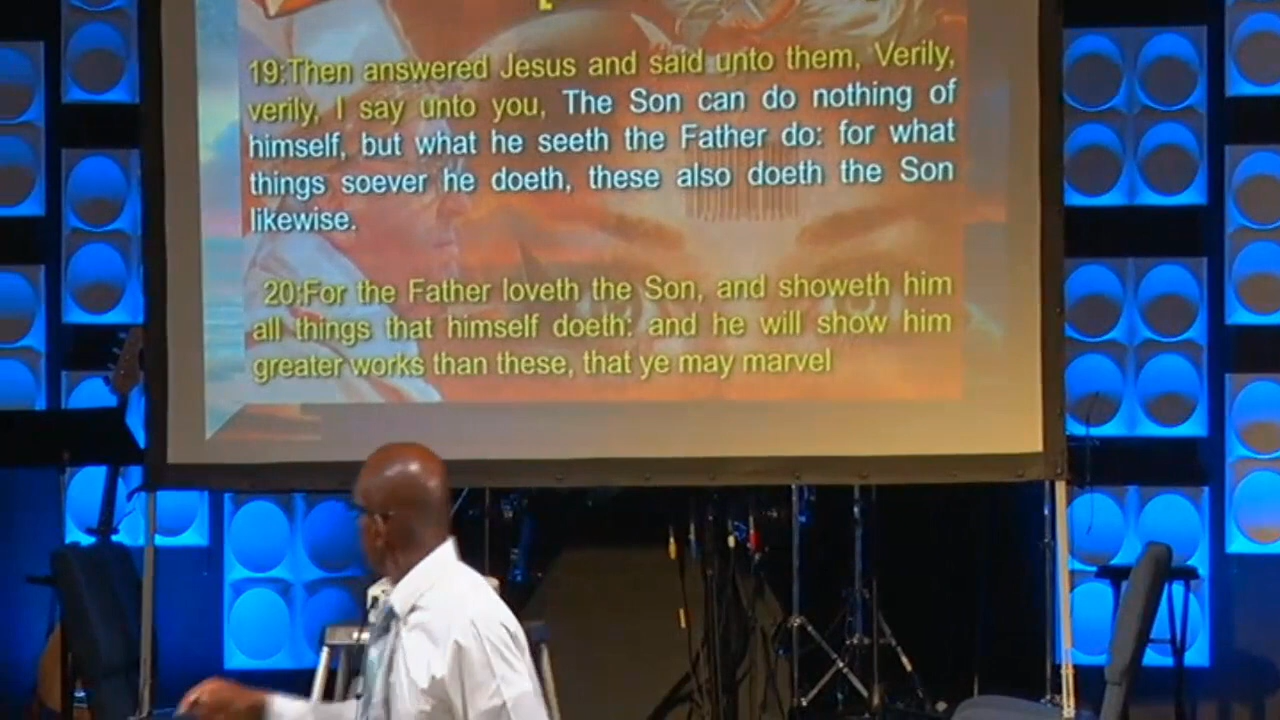 19:Then answered Jesus and said unto them, Verily,
verily, I say unto you, The Son can do nothing of
himself, but what he seeth the Father do: for what
things soever he doeth, these also doeth the Son
likewise.
20:For the Father loveth the Son, and showeth him
all things that himself doeth: and he will show him
greater works than these, that ye may marvel